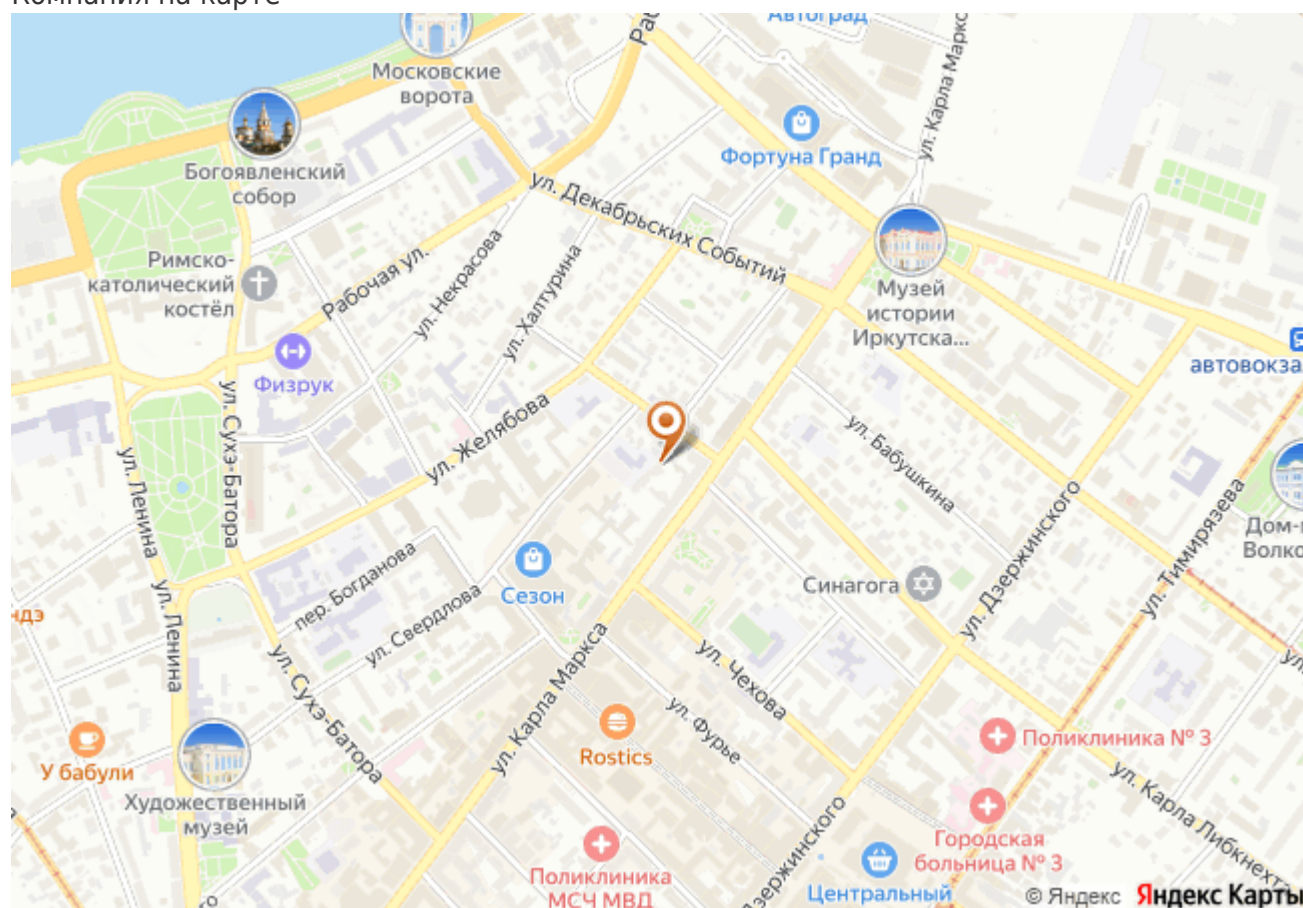 Компания на карте
Автоград
Московские
ворота
ул. Карла Маркса
Фортуна Гранд
Богоявленский
собор
ул. Декабрьских Событий
Римско-
католический
костёл
Рабочая ул.
ул. Некрасова
ул. Халтурина
Музей
истории
Иркутска...
автовокза
Физрук
ул. Сухэ-Батора
ул. Желябова
ул. Бабушкина
ул. Ленина
ул. Дзержинского
ул. Тимирязева
Дом-
Волко
пер. Богданова
Сезон
Синагога
ндэ
ул. Ленина
ул. Свердлова
ул. Сухэ-Батора
ул. Карла Маркса
ул. Чехова
ул. Фурье
Rostics
Поликлиника № 3
У бабули
Художественный
музей
ул. Карла Либкнехта
Городская
больница № 3
Поликлиника
МСЧ МВД
Дзержинского
Центральный
© Яндекс Яндекс Карты